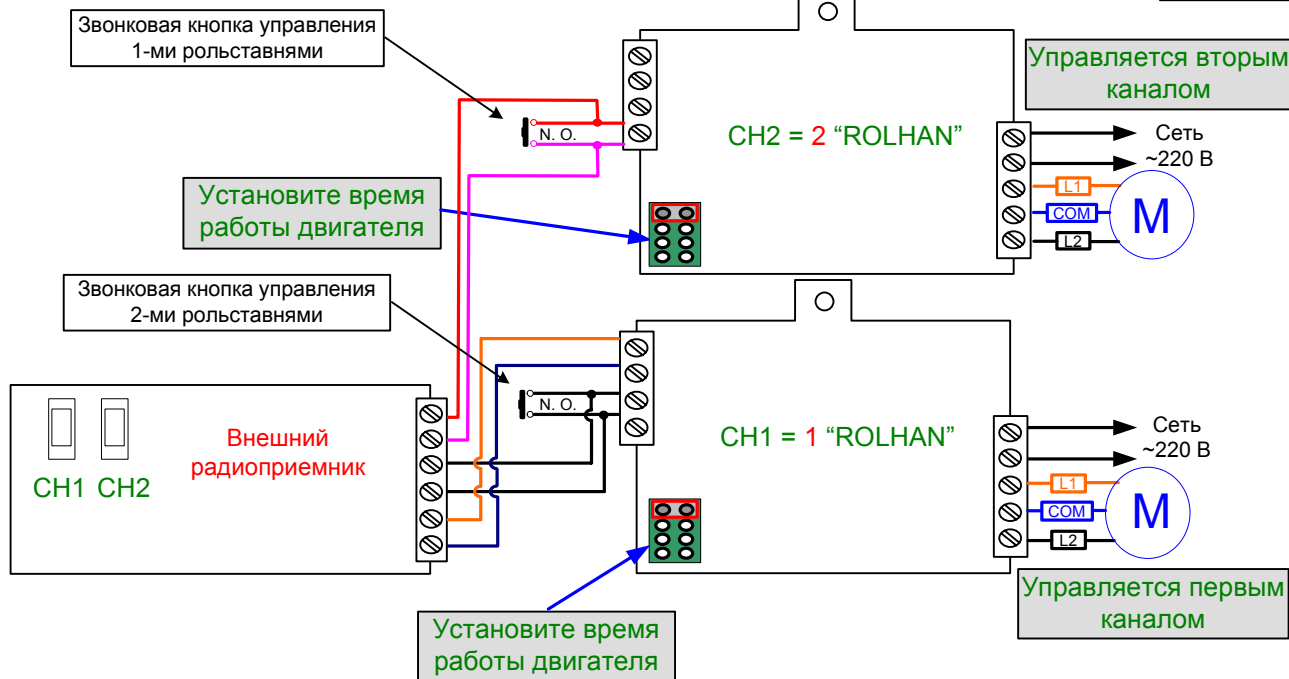 Звонковая кнопка управления
1-ми рольставнями
N. O.
CH2 = 2 “ROLHAN”
Управляется вторым
каналом
Сеть
~220 В
L1
COM
L2
M
Установите время
работы двигателя
Звонковая кнопка управления
2-ми рольставнями
N. O.
CH1 = 1 “ROLHAN”
Сеть
~220 В
L1
COM
L2
M
Внешний
радиоприемник
CH1 CH2
Управляется первым
каналом
Установите время
работы двигателя